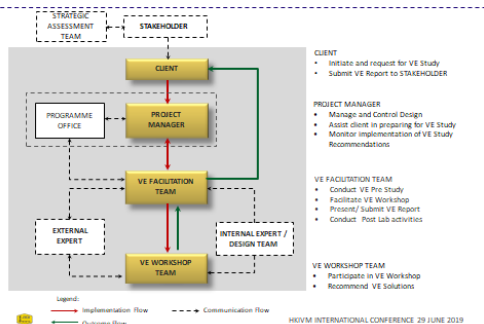 STRATEGIC
ASSESSMENT
TEAM
STAKEHOLDER
CLIENT
PROGRAMME
OFFICE
PROJECT
MANAGER
VE FACILITATION
TEAM
EXTERNAL
EXPERT
INTERNAL EXPERT /
DESIGN TEAM
VE WORKSHOP
TEAM
CLIENT
• Initiate and request for VE Study
• Submit VE Report to STAKEHOLDER
PROJECT MANAGER
• Manage and Control Design
• Assist client in preparing for VE Study
• Monitor implementation of VE Study
Recommendations
VE FACILITATION TEAM
• Conduct VE Pre Study
• Facilitate VE Workshop
• Present/ Submit VE Report
• Conduct Post Lab activities
VE WORKSHOP TEAM
• Participate in VE Workshop
• Recommend VE Solutions
Legend:
Implementation Flow
Communication Flow
Outcome Flow
HKIVM INTERNATIONAL CONFERENCE 29 JUNE 2019